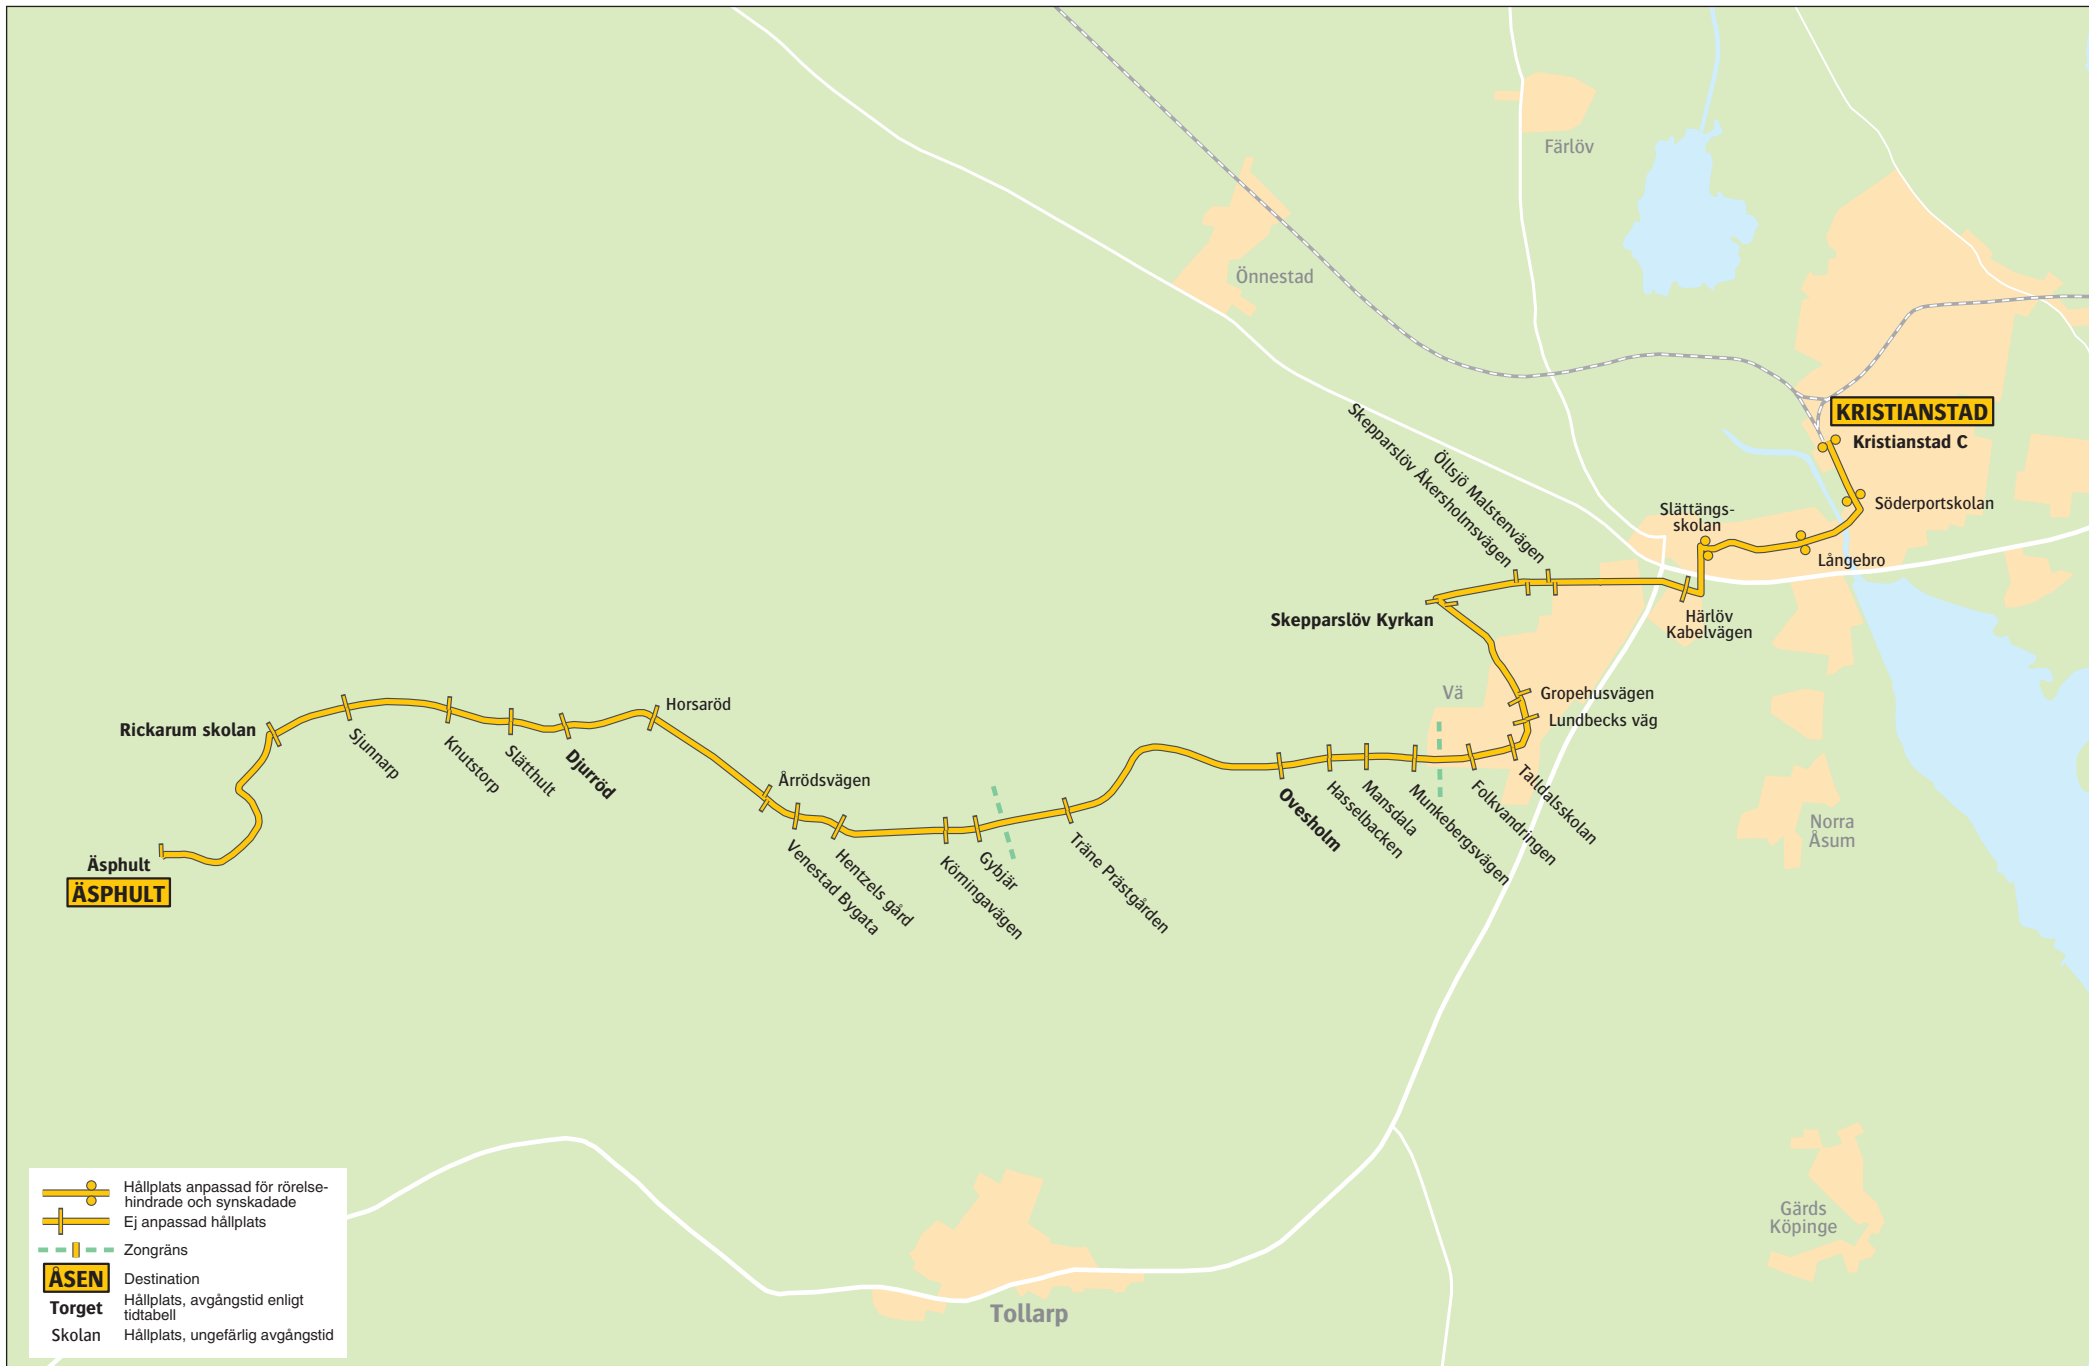 Färlöv
Önnestad
KRISTIANSTAD
Kristianstad C
Söderportskolan
Slättängs-
skolan
Långebro
Öllsjö Malstenvägen
Skepparslöv Åkersholmsvägen
Skepparslöv Kyrkan
Härlöv
Kabelvägen
Vä
Gropehusvägen
Lundbecks väg
Talldalsskolan
Folkvandringen
Munkebergsvägen
Mansdala
Hasselbacken
Ovesholm
Träne Prästgården
Gybjär
Körningavägen
Hentzels gård
Venestad Bygata
Årrödsvägen
Horsaröd
Djurröd
Slätthult
Knutstorp
Sjunnarp
Rickarum skolan
Äsphult
ÄSPHULT
Norra
Åsum
Gärds
Köpinge
Tollarp
Hållplats anpassad för rörelse-
hindrade och synskadade
Ej anpassad hållplats
Zongräns
ÅSEN Destination
Torget Hållplats, avgångstid enligt
tidtabell
Skolan Hållplats, ungefärlig avgångstid